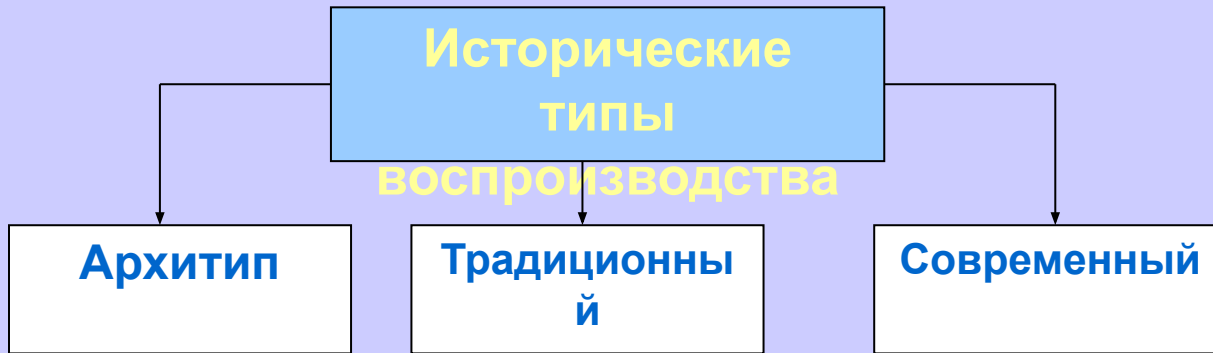 Исторические
типы
воспроизводства
Архитип
Традиционны
й
Современный